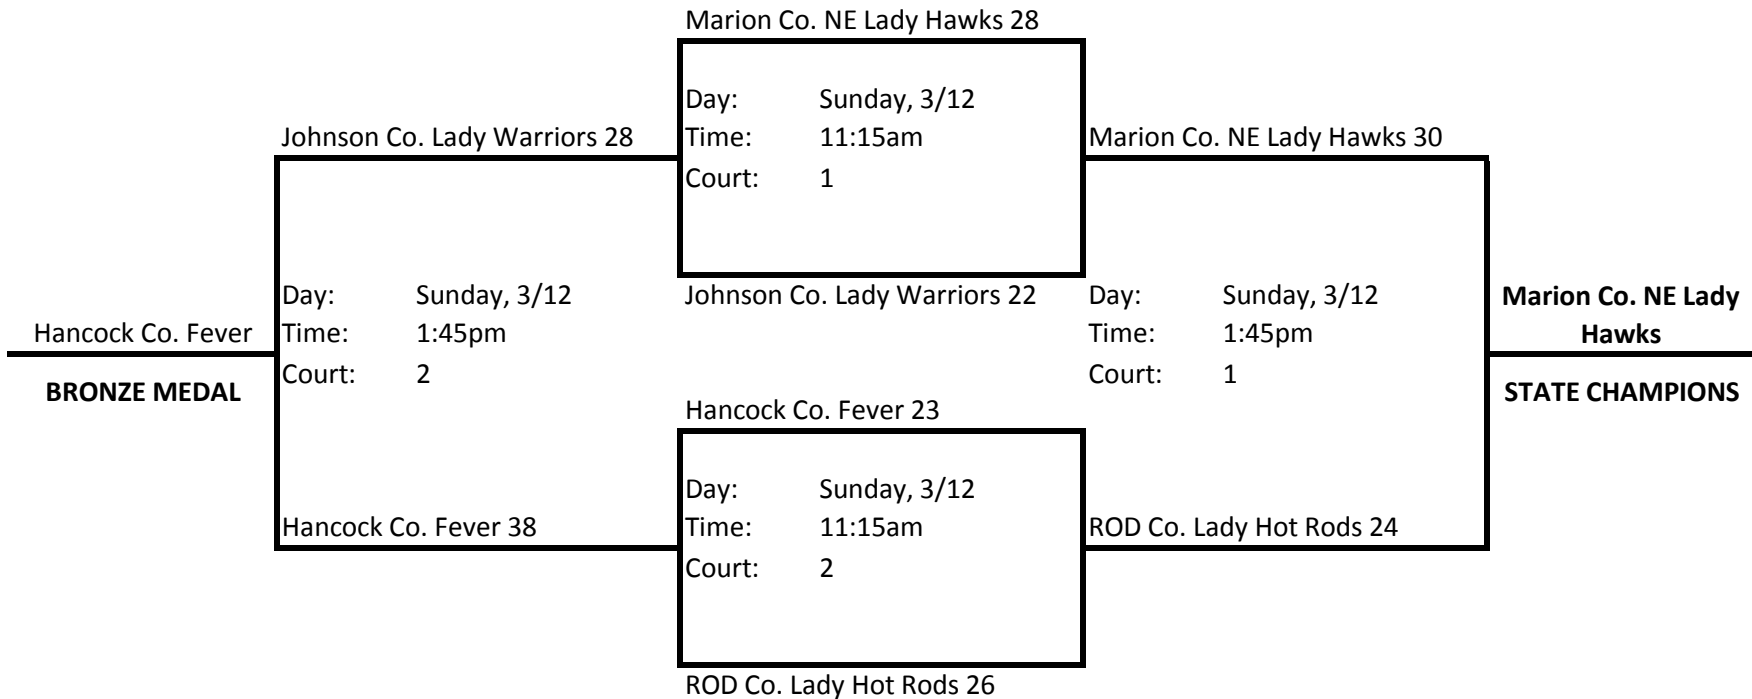 Marion Co. NE Lady Hawks 28
Day: Sunday, 3/12
Johnson Co. Lady Warriors 28
Time: 11:15am
Marion Co. NE Lady Hawks 30
Court: 1
Day: Sunday, 3/12
Johnson Co. Lady Warriors 22
Day: Sunday, 3/12
Marion Co. NE Lady
Hawks
Hancock Co. Fever
Time: 1:45pm
Time: 1:45pm
BRONZE MEDAL
Court: 2
Court: 1
STATE CHAMPIONS
Hancock Co. Fever 23
Day: Sunday, 3/12
Hancock Co. Fever 38
Time: 11:15am
ROD Co. Lady Hot Rods 24
Court: 2
ROD Co. Lady Hot Rods 26